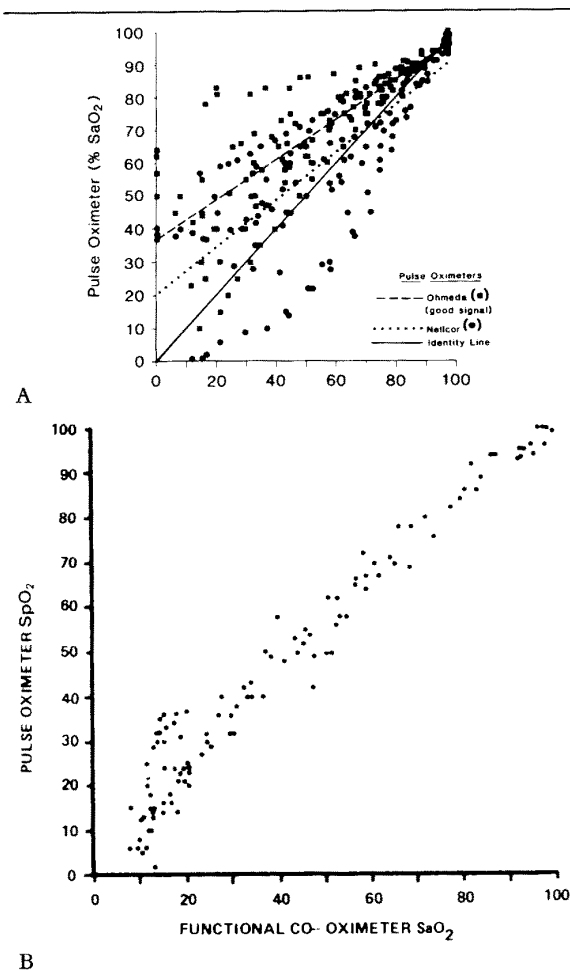 100
90
80
70
60
50
40
30
20
10
0
Pulse Oximeter (% SaO₂)
Pulse Oximeters
Ohmeda (■)
(good signal)
Nellcor (●)
Identity Line
0 20 40 60 80 100
A
100
90
80
70
60
50
40
30
20
10
0
PULSE OXIMETER SpO₂
0 20 40 60 80 100
FUNCTIONAL CO-- OXIMETER SaO₂
B